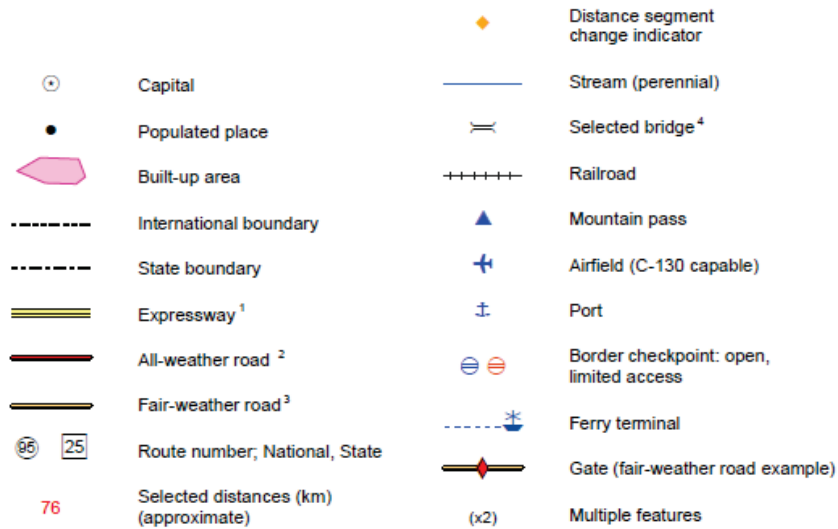 Capital
Populated place
Built-up area
International boundary
State boundary
Expressway 1
All-weather road 2
Fair-weather road 3
95 25 Route number; National, State
76 Selected distances (km)
(approximate)
Distance segment
change indicator
Stream (perennial)
Selected bridge 4
Railroad
Mountain pass
Airfield (C-130 capable)
Port
Border checkpoint: open,
limited access
Ferry terminal
Gate (fair-weather road example)
(x2) Multiple features